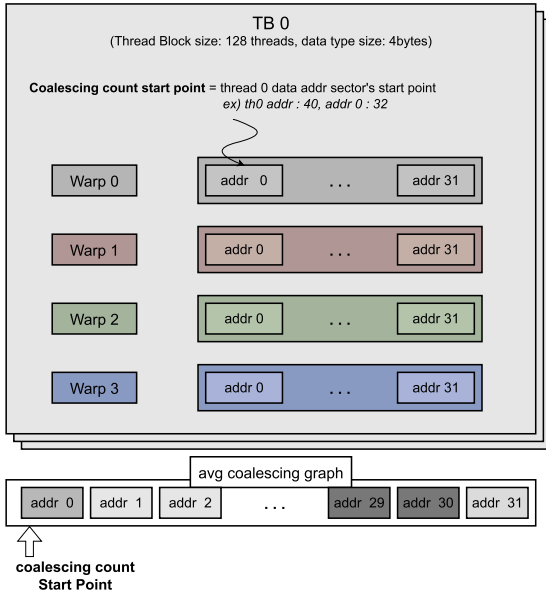 TB 0
(Thread Block size: 128 threads, data type size: 4bytes)
Coalescing count start point = thread 0 data addr sector's start point
ex) th0 addr : 40, addr 0 : 32
Warp 0 addr 0 ... addr 31
Warp 1 addr 0 ... addr 31
Warp 2 addr 0 ... addr 31
Warp 3 addr 0 ... addr 31
avg coalescing graph
addr 0 addr 1 addr 2 ... addr 29 addr 30 addr 31
coalescing count
Start Point